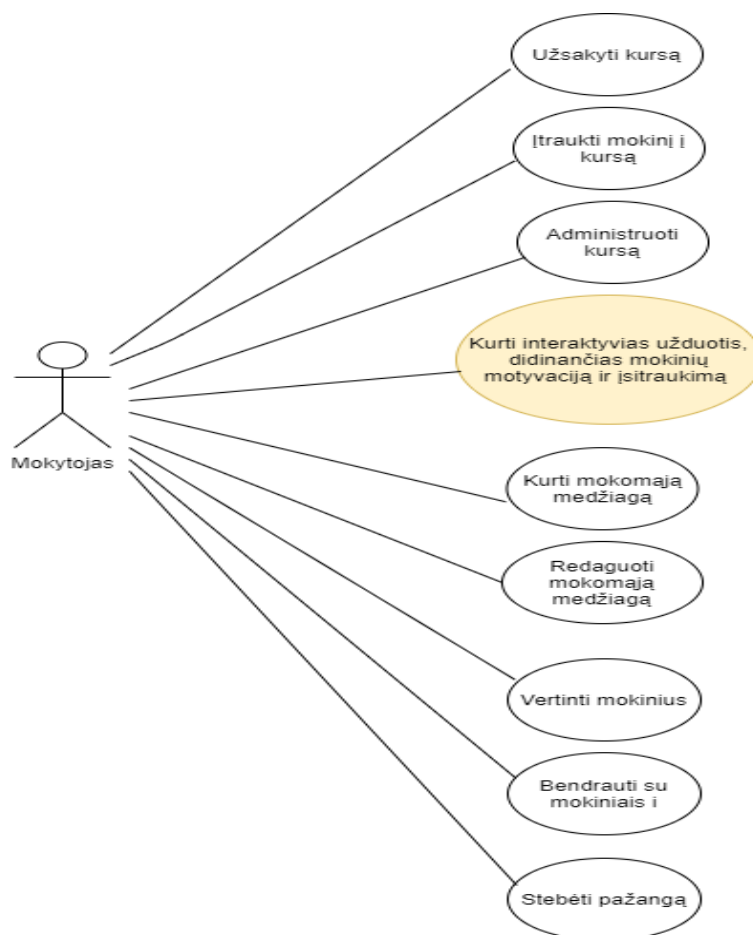 Užsakyti kursą
Įtraukti mokinį į
kursą
Administruoti
kursą
Kurti interaktyvias užduotis,
didinančias mokinių
motyvaciją ir įsitraukimą
Mokytojas
Kurti mokomąją
medžiagą
Redaguoti
mokomąją
medžiagą
Vertinti mokinius
Bendrauti su
mokiniais i
Stebėti pažangą